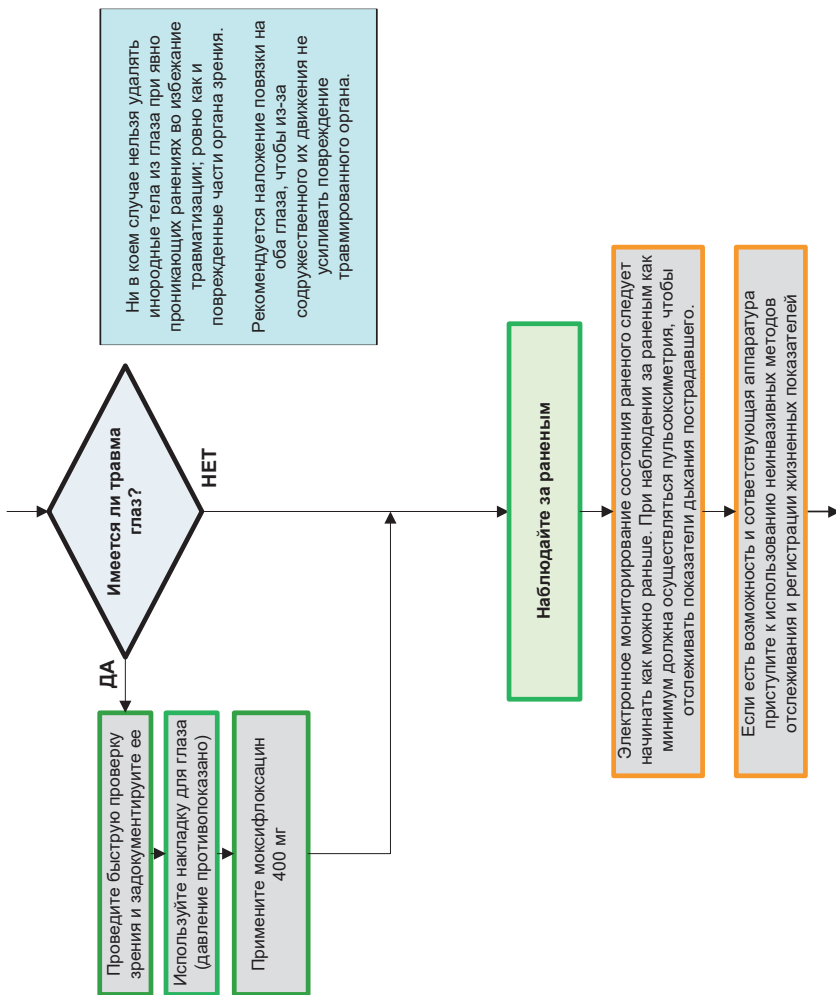 Имеется ли травма
глаз?
ДА
НЕТ
Ни в коем случае нельзя удалять
инородные тела из глаза при явно
проникающих ранениях во избежание
травматизации; ровно как и
поврежденные части органа зрения.
Рекомендуется наложение повязки на
оба глаза, чтобы из-за
содружественного их движения не
усиливать повреждение
травмированного органа.
Проведите быструю проверку
зрения и задокументируите ее
Используйте накладку для глаза
(давление противопоказано)
Примените моксифлоксацин
400 мг
Наблюдайте за раненым
Электронное мониторирование состояния раненого следует
начинать как можно раньше. При наблюдении за раненым как
минимум должна осуществляться пульсоксиметрия, чтобы
отслеживать показатели дыхания пострадавшего.
Если есть возможность и сответствующая аппаратура
приступите к использованию неинвазивных методов
отслеживания и регистрации жизненных показателей